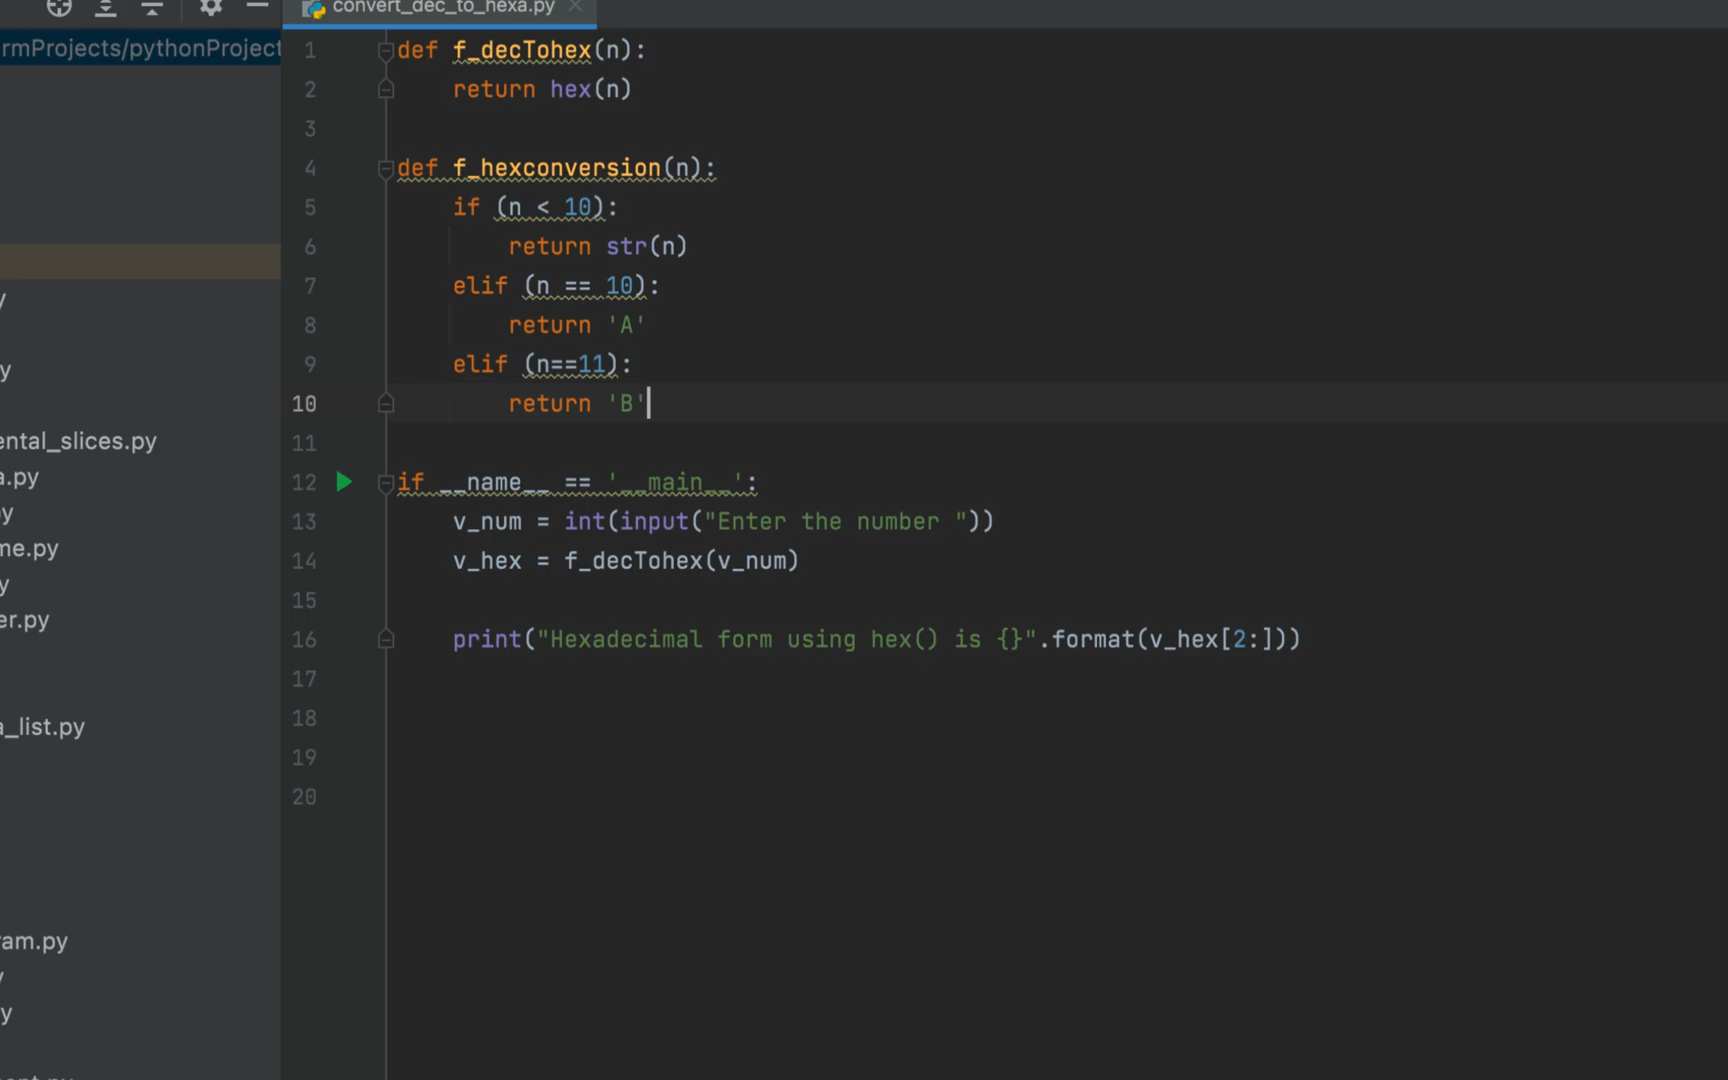 convert_dec_to_hexa.py
rmProjects/pythonProject
1 def f_decTohex(n):
2 return hex(n)
3
4 def f_hexconversion(n):
5 if (n < 10):
6 return str(n)
7 elif (n == 10):
8 return 'A'
9 elif (n==11):
10 return 'B'
11
12 if __name__ == '__main__':
13 v_num = int(input("Enter the number "))
14 v_hex = f_decTohex(v_num)
15
16 print("Hexadecimal form using hex() is {}".format(v_hex[2:]))
17
18
19
20
y
y
ental_slices.py
a.py
y
me.py
y
er.py
a_list.py
ram.py
y
y